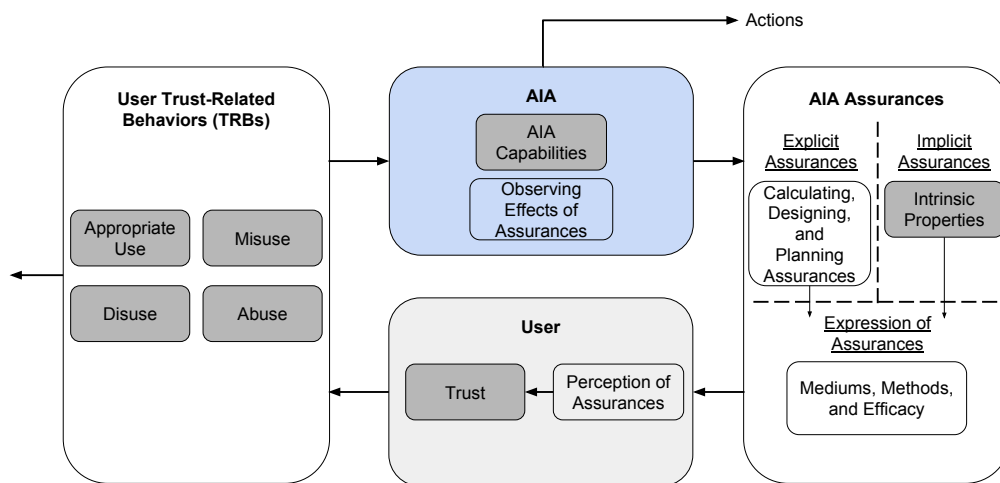 Actions
User Trust-Related
Behaviors (TRBs)
Appropriate
Use
Misuse
Disuse
Abuse
AIA
AIA
Capabilities
Observing
Effects of
Assurances
User
Trust
Perception of
Assurances
AIA Assurances
Explicit
Assurances
Implicit
Assurances
Calculating,
Designing,
and
Planning
Assurances
Intrinsic
Properties
Expression of
Assurances
Mediums, Methods,
and Efficacy